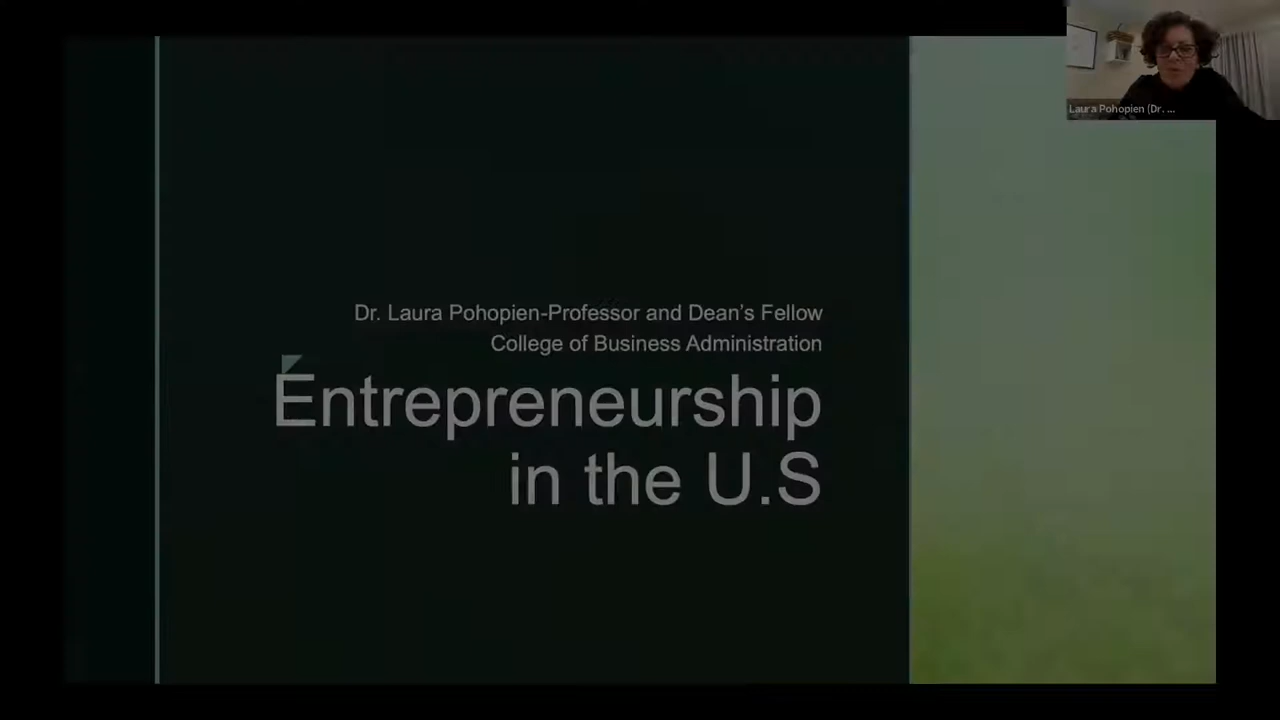 Laura Pohopien (Dr. ...
Dr. Laura Pohopien-Professor and Dean's Fellow
College of Business Administration
Entrepreneurship
in the U.S